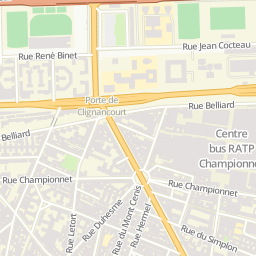 Rue René Binet
Rue Jean Cocteau
Porte de
Clignancourt
Rue Belliard
Belliard
Centre
bus RATP
Championne
Rue Championnet
Rue Championnet
Rue Letort
Rue Duhesme
Rue du Mont Cenis
Rue Hermel
Rue du Simplon